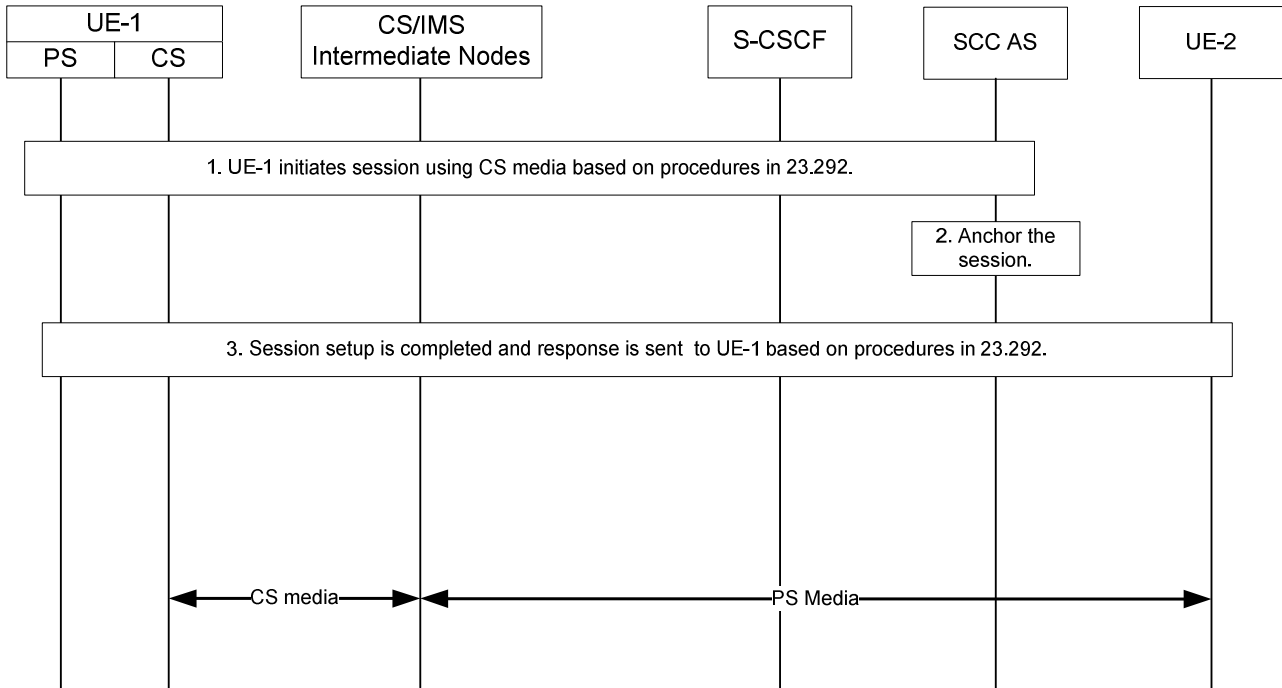 UE-1
PS
CS
CS/IMS
Intermediate Nodes
S-CSCF
SCC AS
UE-2
1. UE-1 initiates session using CS media based on procedures in 23.292.
2. Anchor the
session.
3. Session setup is completed and response is sent to UE-1 based on procedures in 23.292.
CS media
PS Media